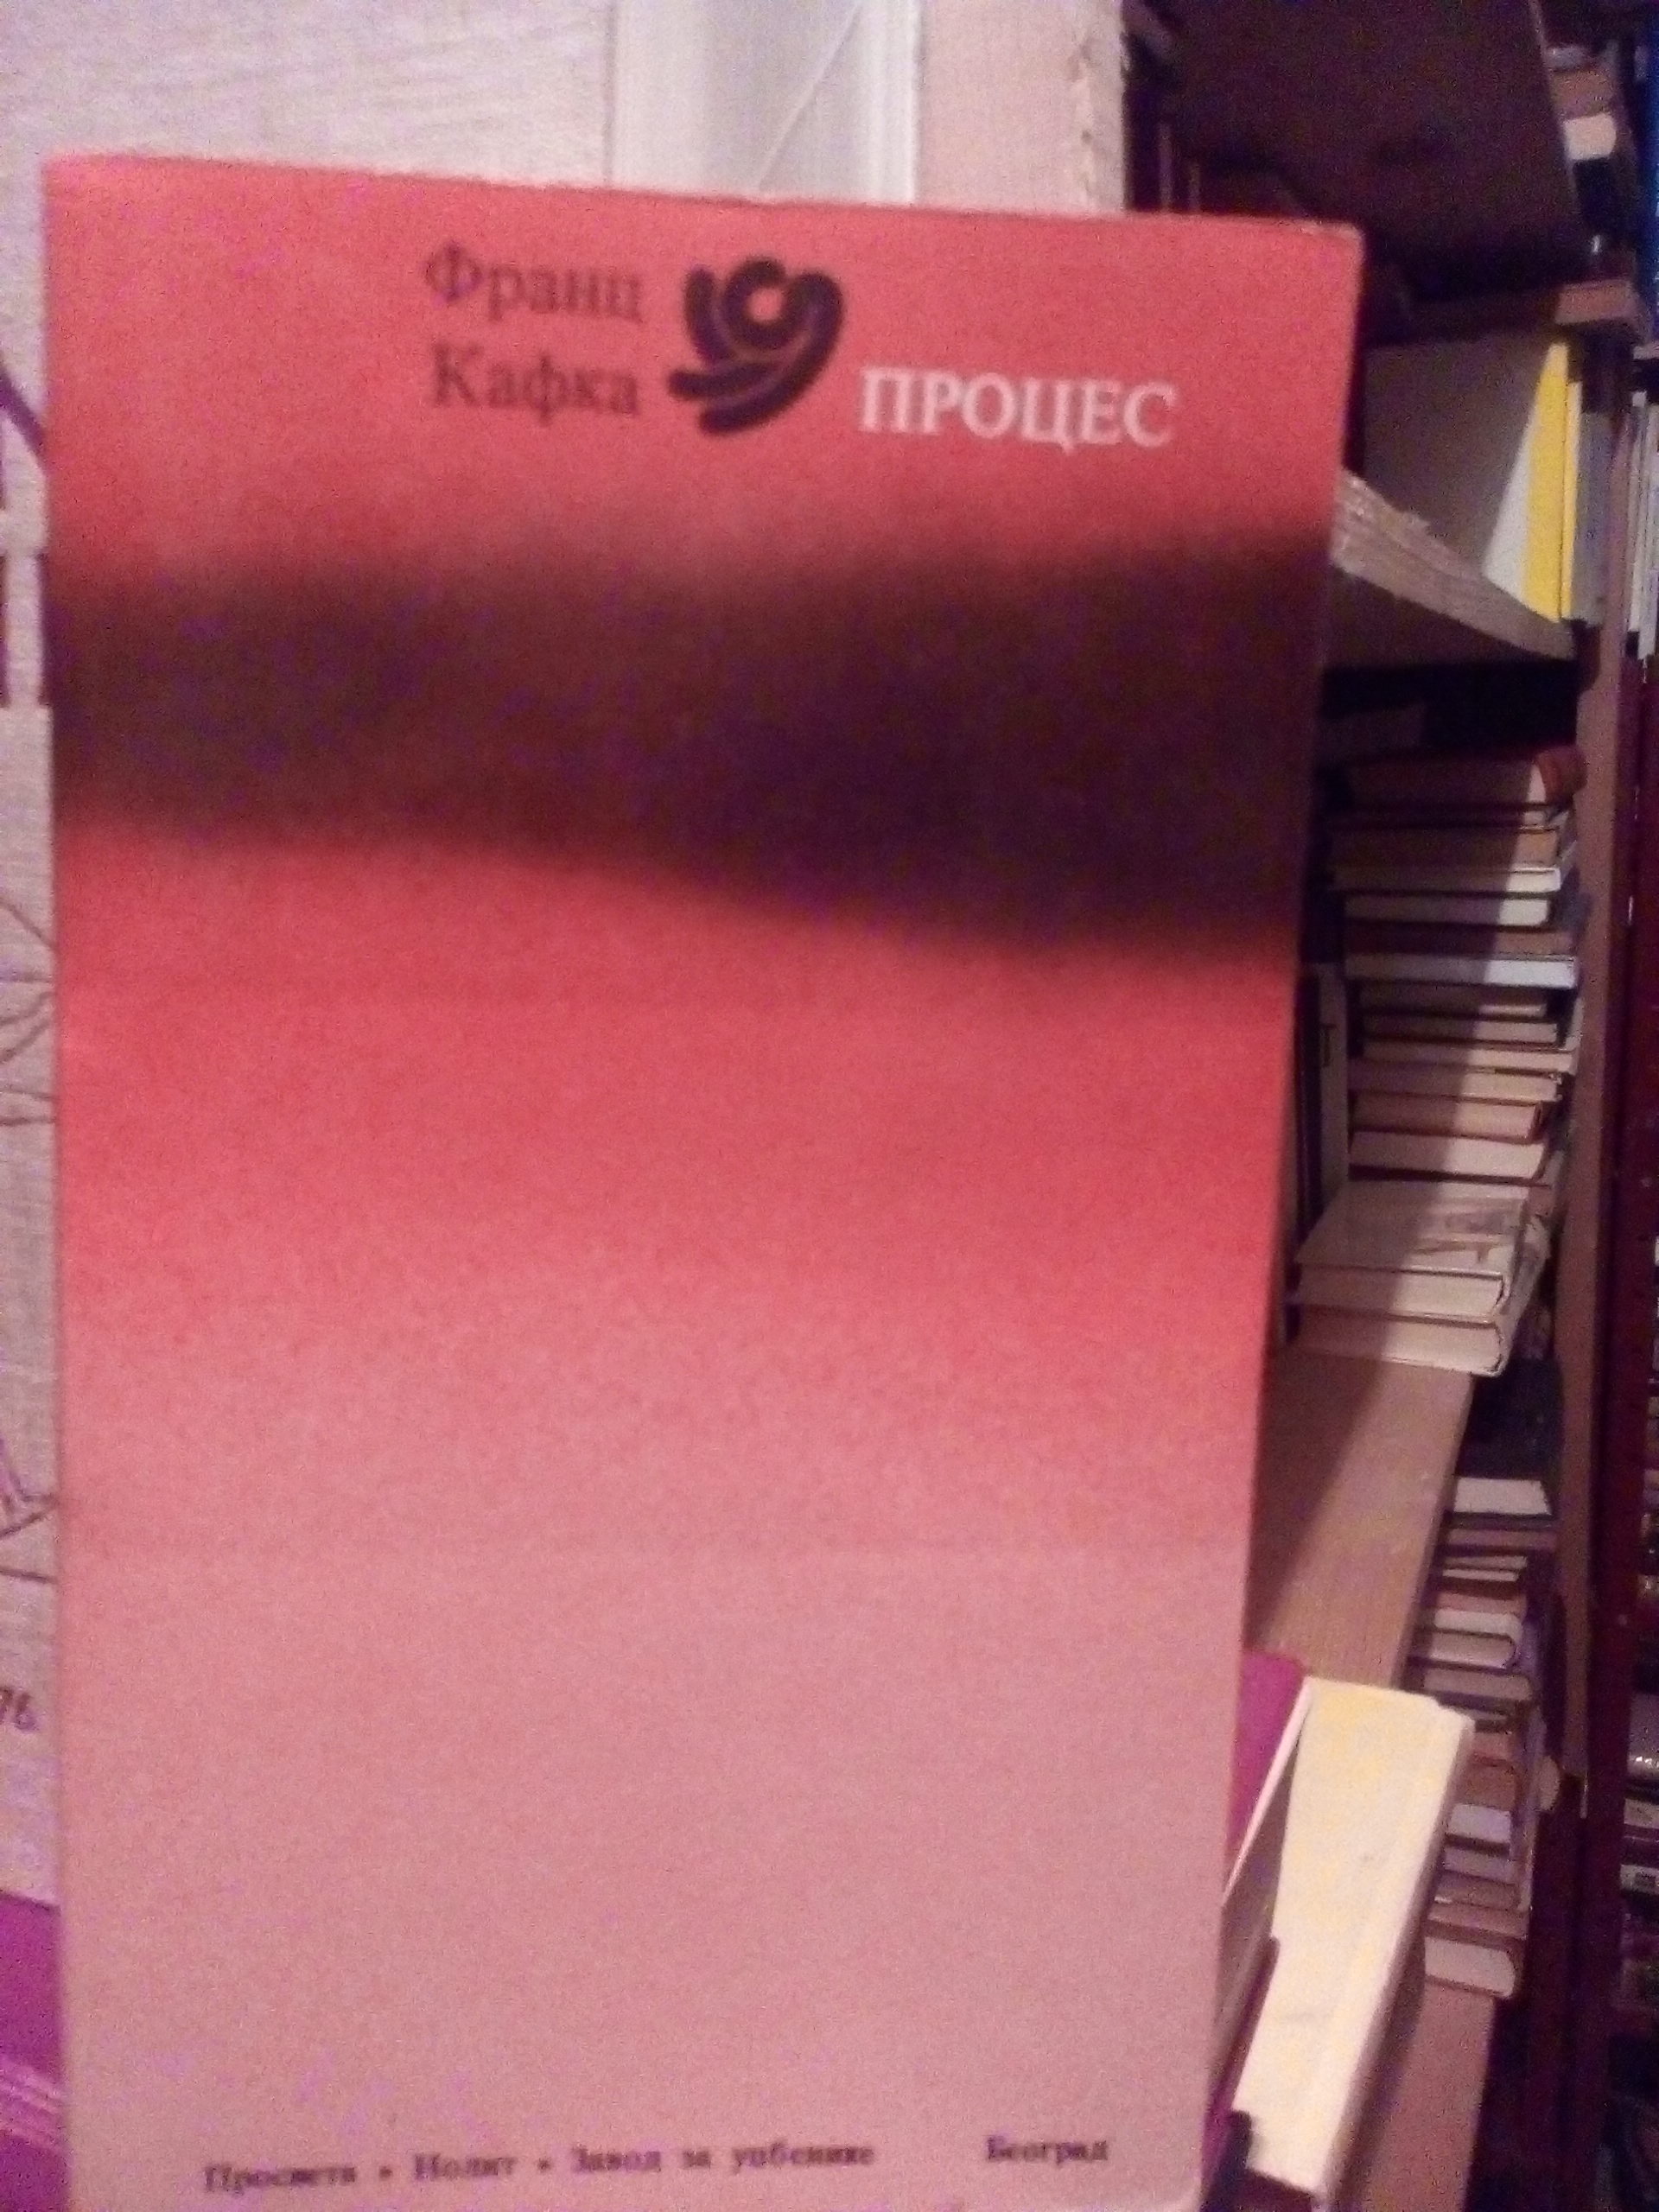 Франц
Кафка
ПРОЦЕС
Просвета • Нолит • Завод за уџбенике Београд